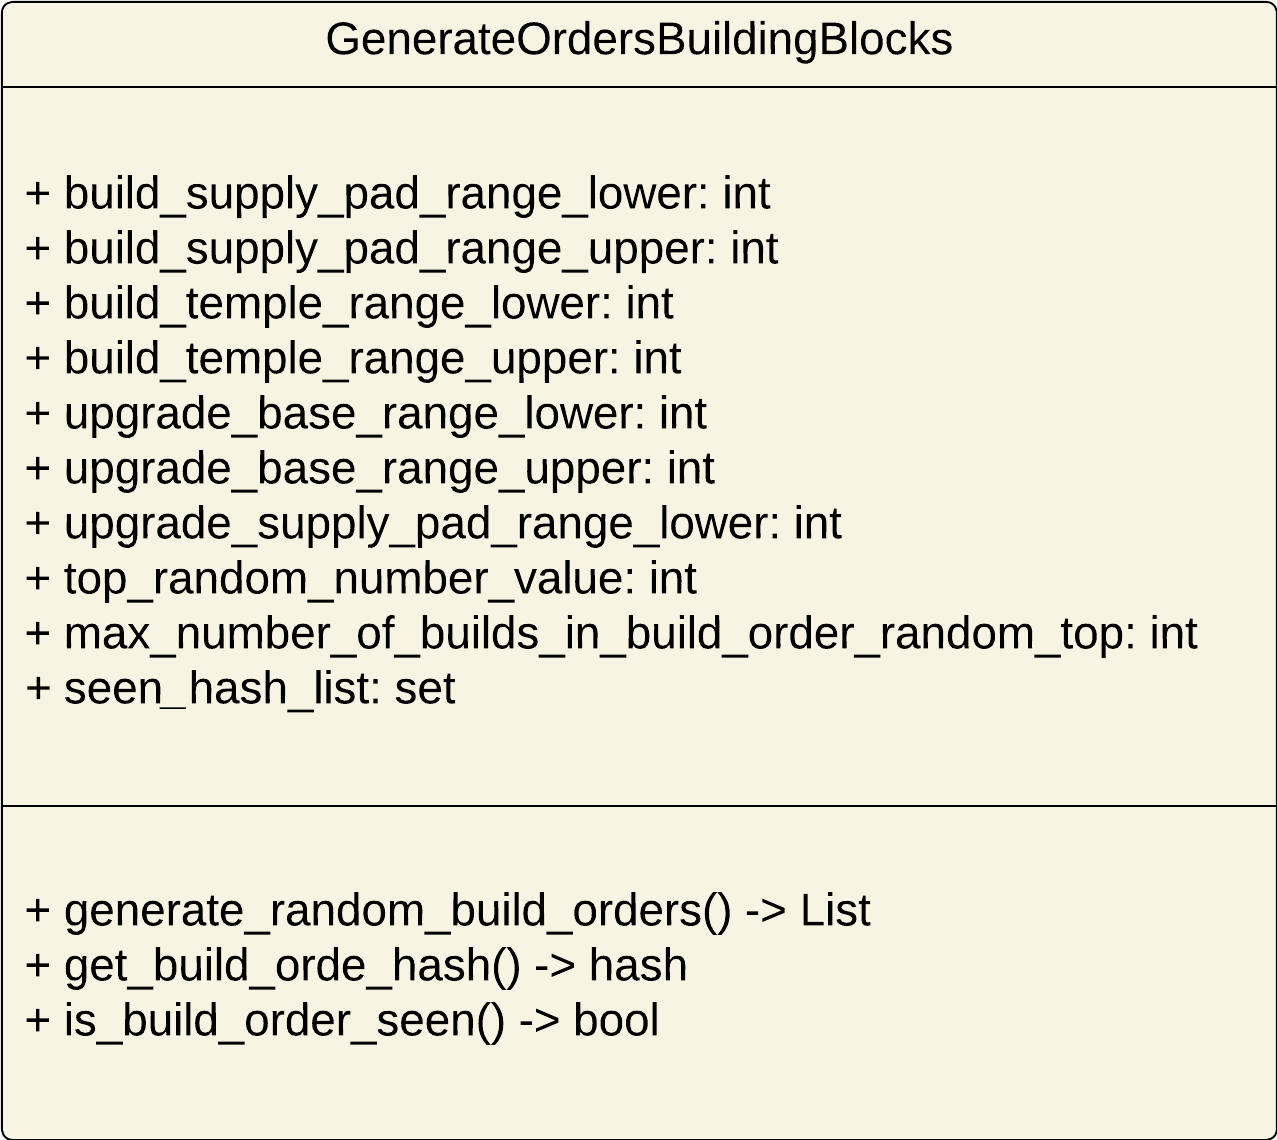 GenerateOrdersBuildingBlocks
+ build_supply_pad_range_lower: int
+ build_supply_pad_range_upper: int
+ build_temple_range_lower: int
+ build_temple_range_upper: int
+ upgrade_base_range_lower: int
+ upgrade_base_range_upper: int
+ upgrade_supply_pad_range_lower: int
+ top_random_number_value: int
+ max_number_of_builds_in_build_order_random_top: int
+ seen_hash_list: set
+ generate_random_build_orders() -> List
+ get_build_orde_hash() -> hash
+ is_build_order_seen() -> bool